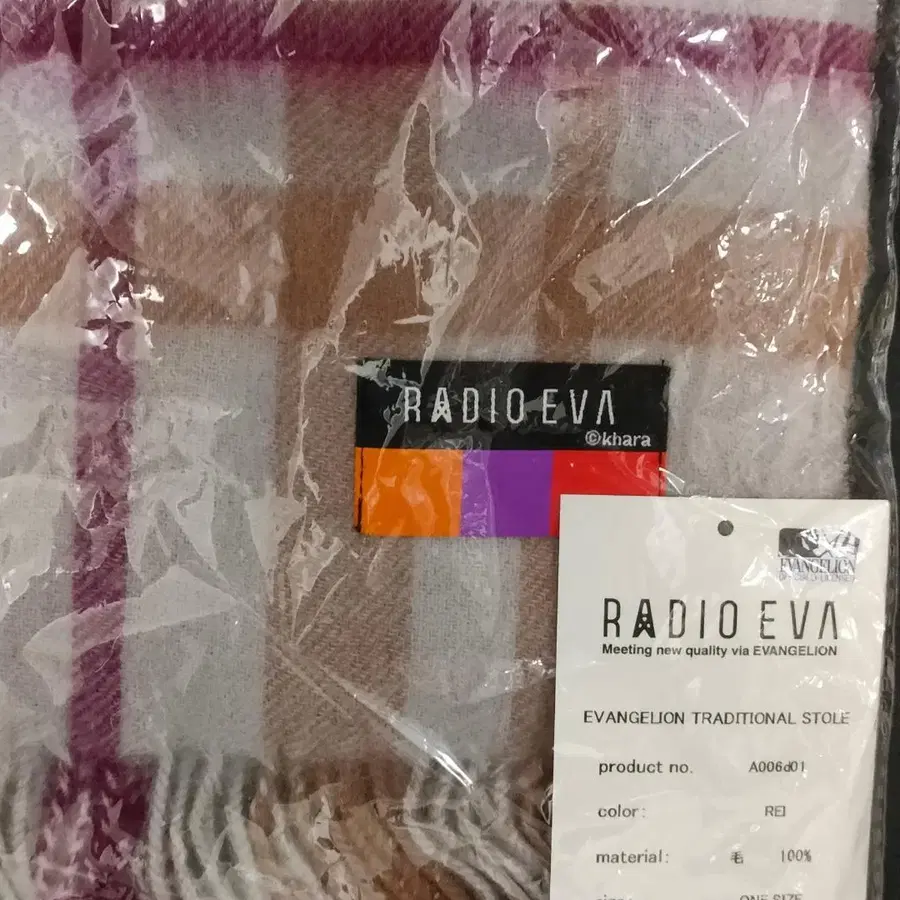 RADIO EVA
©khara
EVANGELION
RADIO EVA
Meeting new quality via EVANGELION
EVANGELION TRADITIONAL STOLE
product no. A006d01
color: REI
material: 毛 100%
size: ONE SIZE